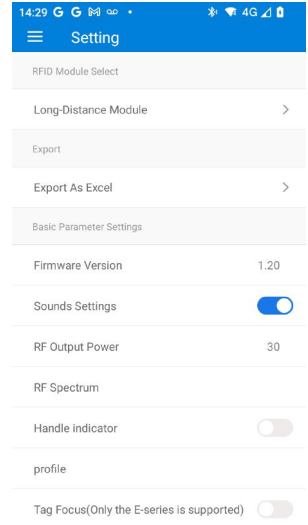 14:29 G G M 4G
Setting
RFID Module Select
Long-Distance Module
Export
Export As Excel
Basic Parameter Settings
Firmware Version 1.20
Sounds Settings
RF Output Power 30
RF Spectrum
Handle indicator
profile
Tag Focus(Only the E-series is supported)